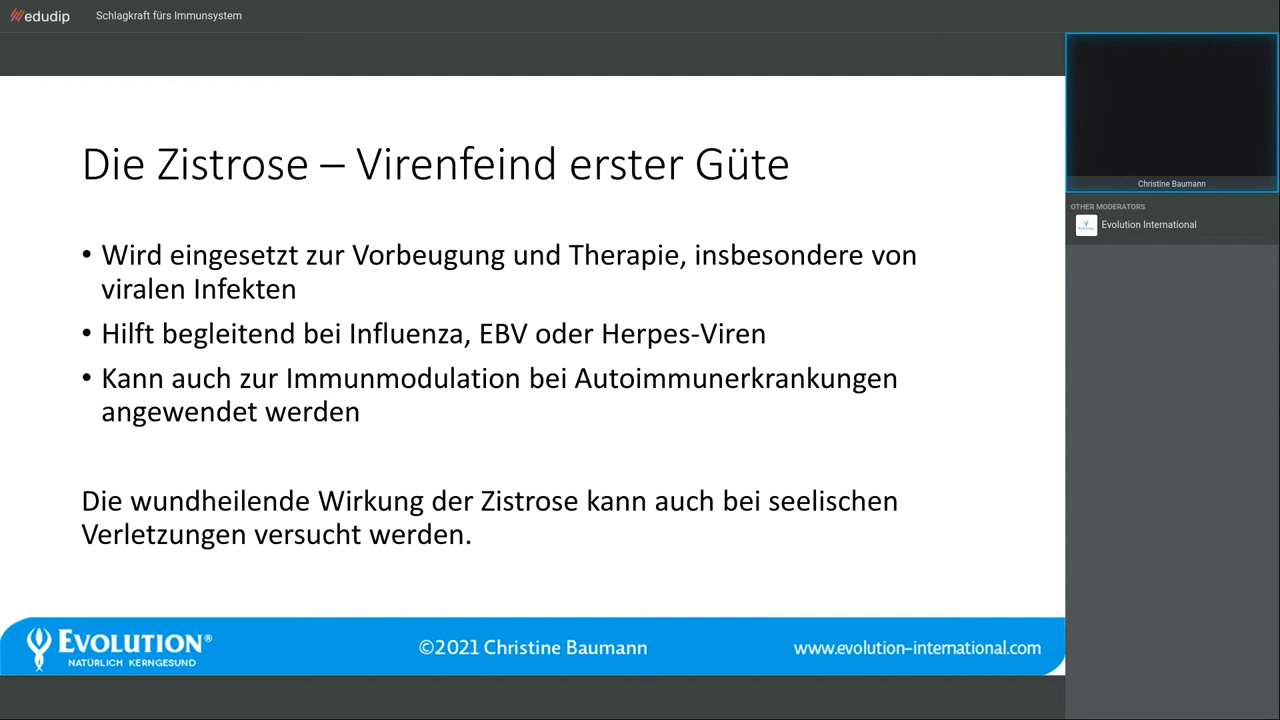 edudip
Schlagkraft fürs Immunsystem
Die Zistrose – Virenfeind erster Güte
• Wird eingesetzt zur Vorbeugung und Therapie, insbesondere von
viralen Infekten
• Hilft begleitend bei Influenza, EBV oder Herpes-Viren
• Kann auch zur Immunmodulation bei Autoimmunerkrankungen
angewendet werden
Die wundheilende Wirkung der Zistrose kann auch bei seelischen
Verletzungen versucht werden.
EVOLUTION®
NATÜRLICH KERNGESUND
©2021 Christine Baumann
www.evolution-international.com
Christine Baumann
OTHER MODERATORS
Evolution International